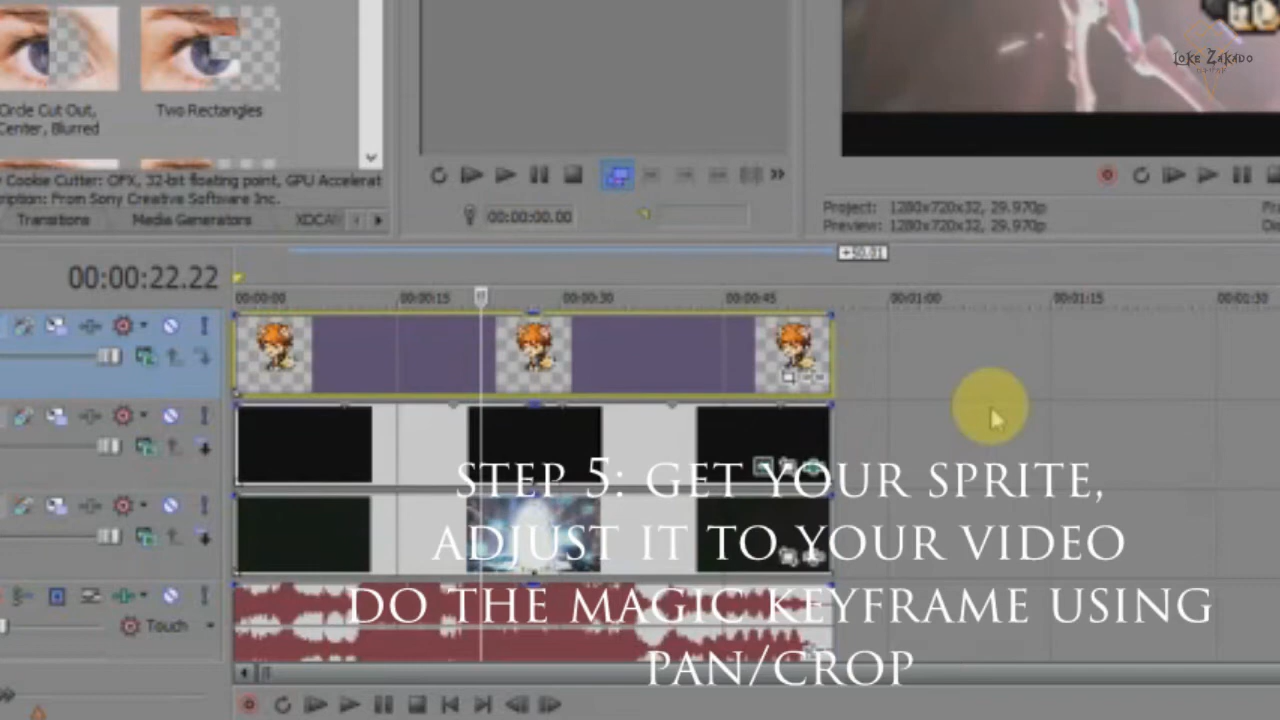 Loke Zakado
Circle Cut Out,
Center, Blurred
Two Rectangles
Cookie Cutter: OFX, 32-bit floating point, GPU Accelerat
ription: From Sony Creative Software Inc.
Transitions Media Generators XDCA
00:00:00.00
Project: 1280x720x32, 29.970p
Preview: 1280x720x32, 29.970p
+50.01
00:00:22.22
00:00:00 00:00:15 00:00:30 00:00:45 00:01:00 00:01:15 00:01:30
STEP 5: GET YOUR SPRITE,
ADJUST IT TO YOUR VIDEO
DO THE MAGIC KEYFRAME USING
PAN/CROP
Touch